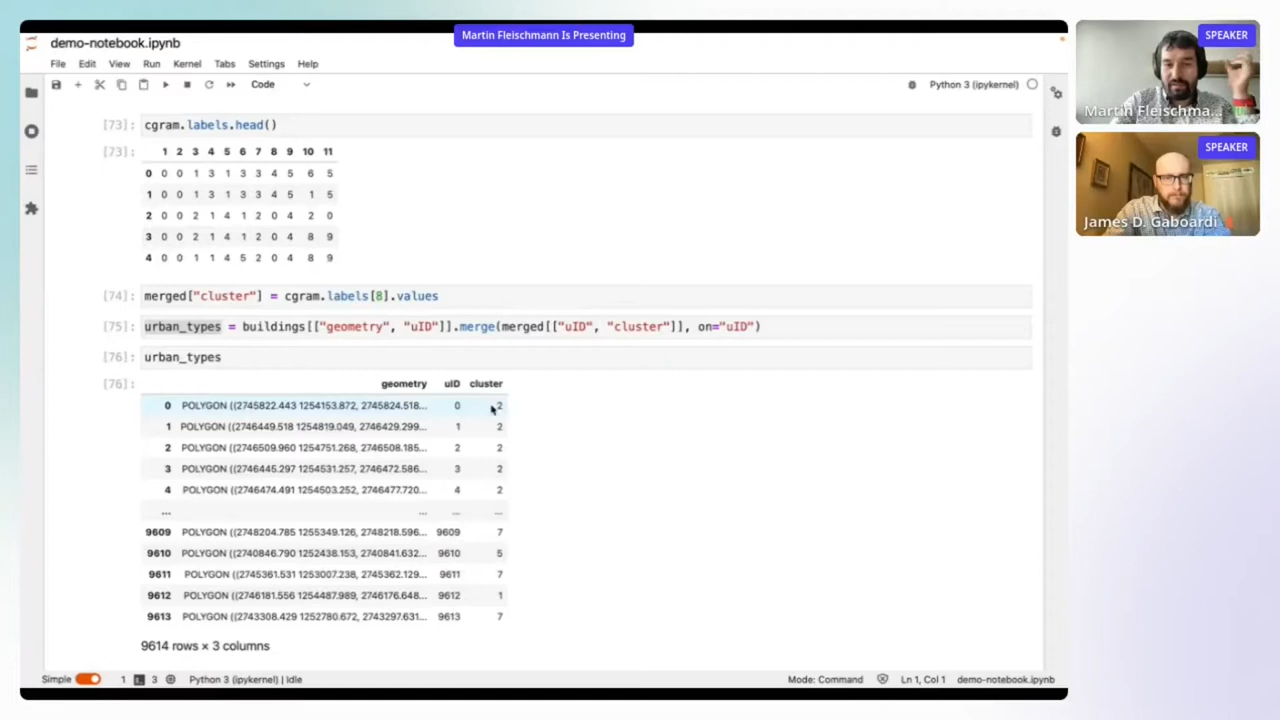 Martin Fleischmann Is Presenting
demo-notebook.ipynb
File Edit View Run Kernel Tabs Settings Help
Code Python 3 (ipykernel)
[73]: cgram.labels.head()
[73]: 1 2 3 4 5 6 7 8 9 10 11
0 0 0 1 3 1 3 3 4 5 6 5
1 0 0 1 3 1 3 3 4 5 1 5
2 0 0 2 1 4 1 2 0 4 2 0
3 0 0 2 1 4 1 2 0 4 8 9
4 0 0 1 1 4 5 2 0 4 8 9
[74]: merged["cluster"] = cgram.labels[8].values
[75]: urban_types = buildings[["geometry", "uID"]].merge(merged[["uID", "cluster"]], on="uID")
[76]: urban_types
[76]: geometry uID cluster
0 POLYGON ((2745822.443 1254153.872, 2745824.518... 0 2
1 POLYGON ((2746449.518 1254819.049, 2746429.299... 1 2
2 POLYGON ((2746509.960 1254751.268, 2746508.185... 2 2
3 POLYGON ((2746445.297 1254531.257, 2746472.586... 3 2
4 POLYGON ((2746474.491 1254503.252, 2746477.720... 4 2
... ... ... ...
9609 POLYGON ((2748204.785 1255349.126, 2748218.596... 9609 7
9610 POLYGON ((2740846.790 1252438.153, 2740841.632... 9610 5
9611 POLYGON ((2745361.531 1253007.238, 2745362.129... 9611 7
9612 POLYGON ((2746181.556 1254487.989, 2746176.648... 9612 1
9613 POLYGON ((2743308.429 1252780.672, 2743297.631... 9613 7
9614 rows × 3 columns
Simple 1 3 Python 3 (ipykernel) | Idle Mode: Command Ln 1, Col 1 demo-notebook.ipynb
SPEAKER
Martin Fleischma...
SPEAKER
James D. Gaboardi